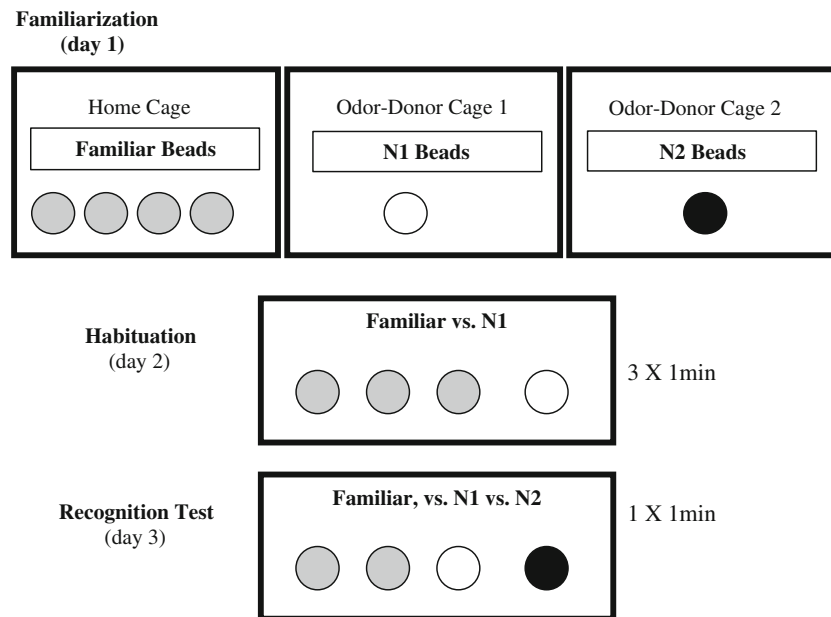 Familiarization
(day 1)
Home Cage
Familiar Beads
Odor-Donor Cage 1
N1 Beads
Odor-Donor Cage 2
N2 Beads
Habituation
(day 2)
Familiar vs. N1
3 X 1min
Recognition Test
(day 3)
Familiar, vs. N1 vs. N2
1 X 1min